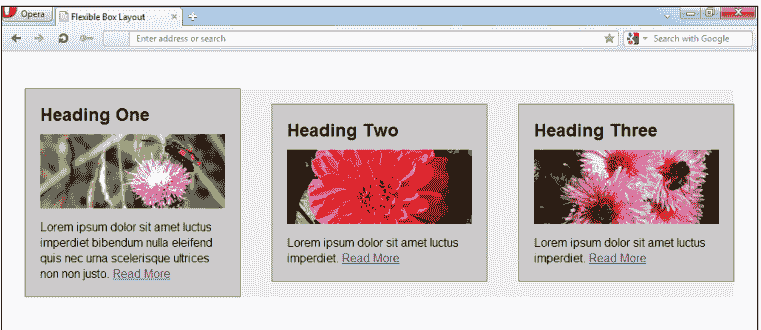 Opera
Flexible Box Layout
Enter address or search
Search with Google
Heading One
Lorem ipsum dolor sit amet luctus
imperdiet bibendum nulla eleifend
quis nec urna scelerisque ultrices
non non justo. Read More
Heading Two
Lorem ipsum dolor sit amet luctus
imperdiet. Read More
Heading Three
Lorem ipsum dolor sit amet luctus
imperdiet. Read More